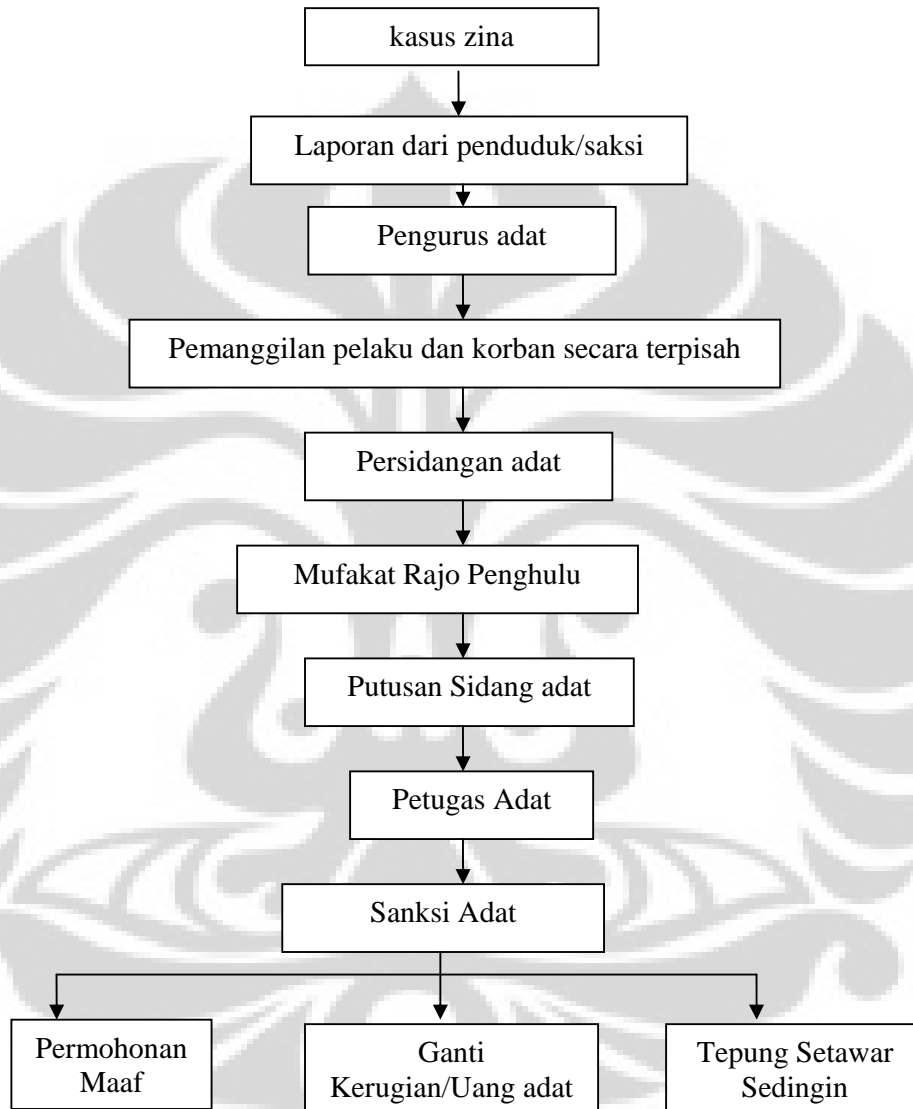 kasus zina
Laporan dari penduduk/saksi
Pengurus adat
Pemanggilan pelaku dan korban secara terpisah
Persidangan adat
Mufakat Rajo Penghulu
Putusan Sidang adat
Petugas Adat
Sanksi Adat
Permohonan
Maaf
Ganti
Kerugian/Uang adat
Tepung Setawar
Sedingin